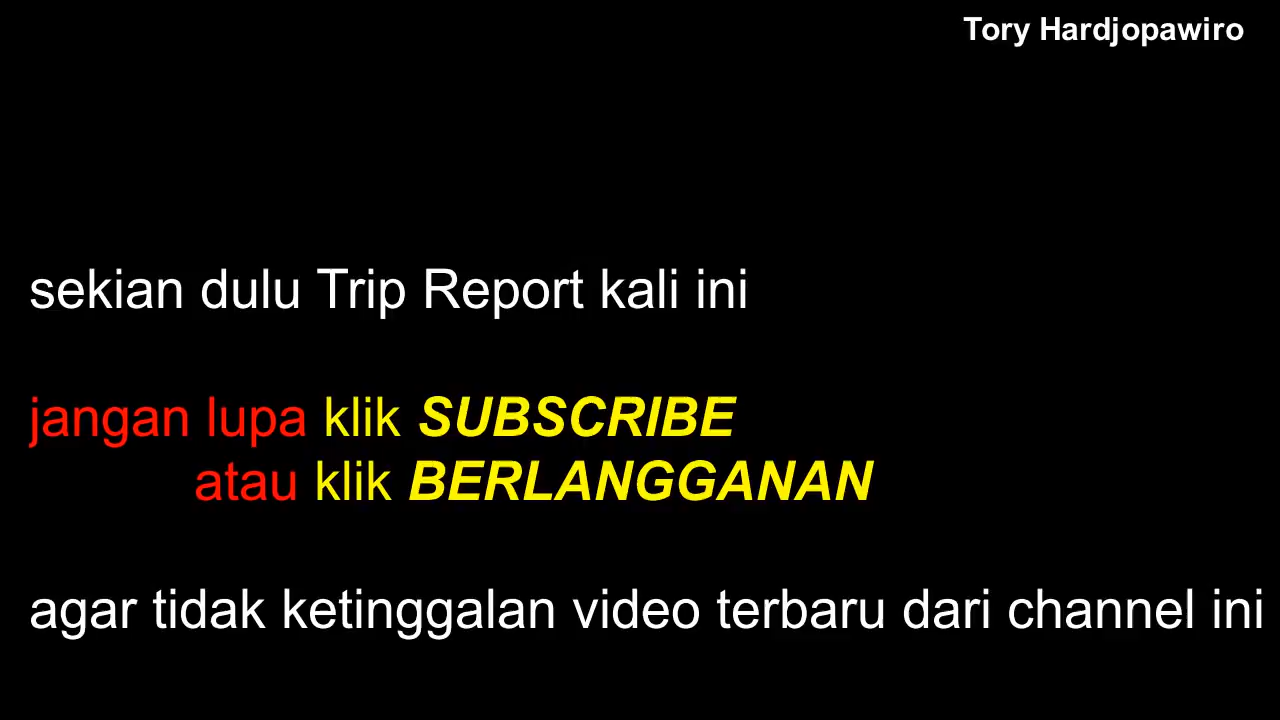 Tory Hardjopawiro
sekian dulu Trip Report kali ini
jangan lupa klik SUBSCRIBE
atau klik BERLANGGANAN
agar tidak ketinggalan video terbaru dari channel ini